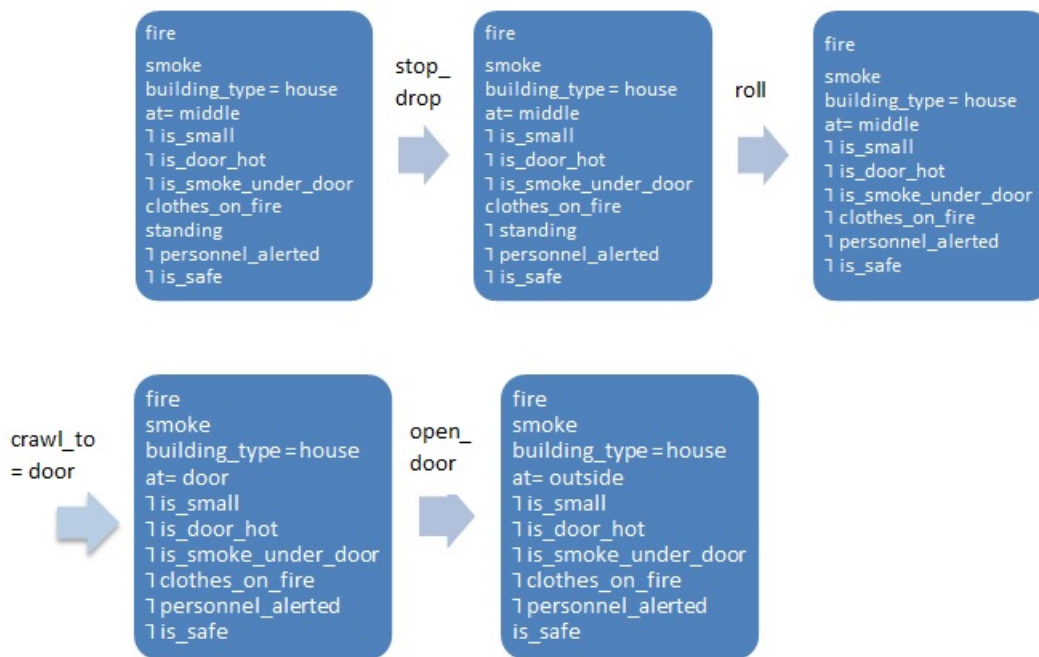 fire
smoke
building_type = house
at= middle
˥ is_small
˥ is_door_hot
˥ is_smoke_under_door
clothes_on_fire
standing
˥ personnel_alerted
˥ is_safe
stop_
drop
fire
smoke
building_type = house
at= middle
˥ is_small
˥ is_door_hot
˥ is_smoke_under_door
clothes_on_fire
˥ standing
˥ personnel_alerted
˥ is_safe
roll
fire
smoke
building_type = house
at= middle
˥ is_small
˥ is_door_hot
˥ is_smoke_under_door
˥ clothes_on_fire
˥ personnel_alerted
˥ is_safe
crawl_to
= door
fire
smoke
building_type = house
at= door
˥ is_small
˥ is_door_hot
˥ is_smoke_under_door
˥ clothes_on_fire
˥ personnel_alerted
˥ is_safe
open_
door
fire
smoke
building_type = house
at= outside
˥ is_small
˥ is_door_hot
˥ is_smoke_under_door
˥ clothes_on_fire
˥ personnel_alerted
is_safe